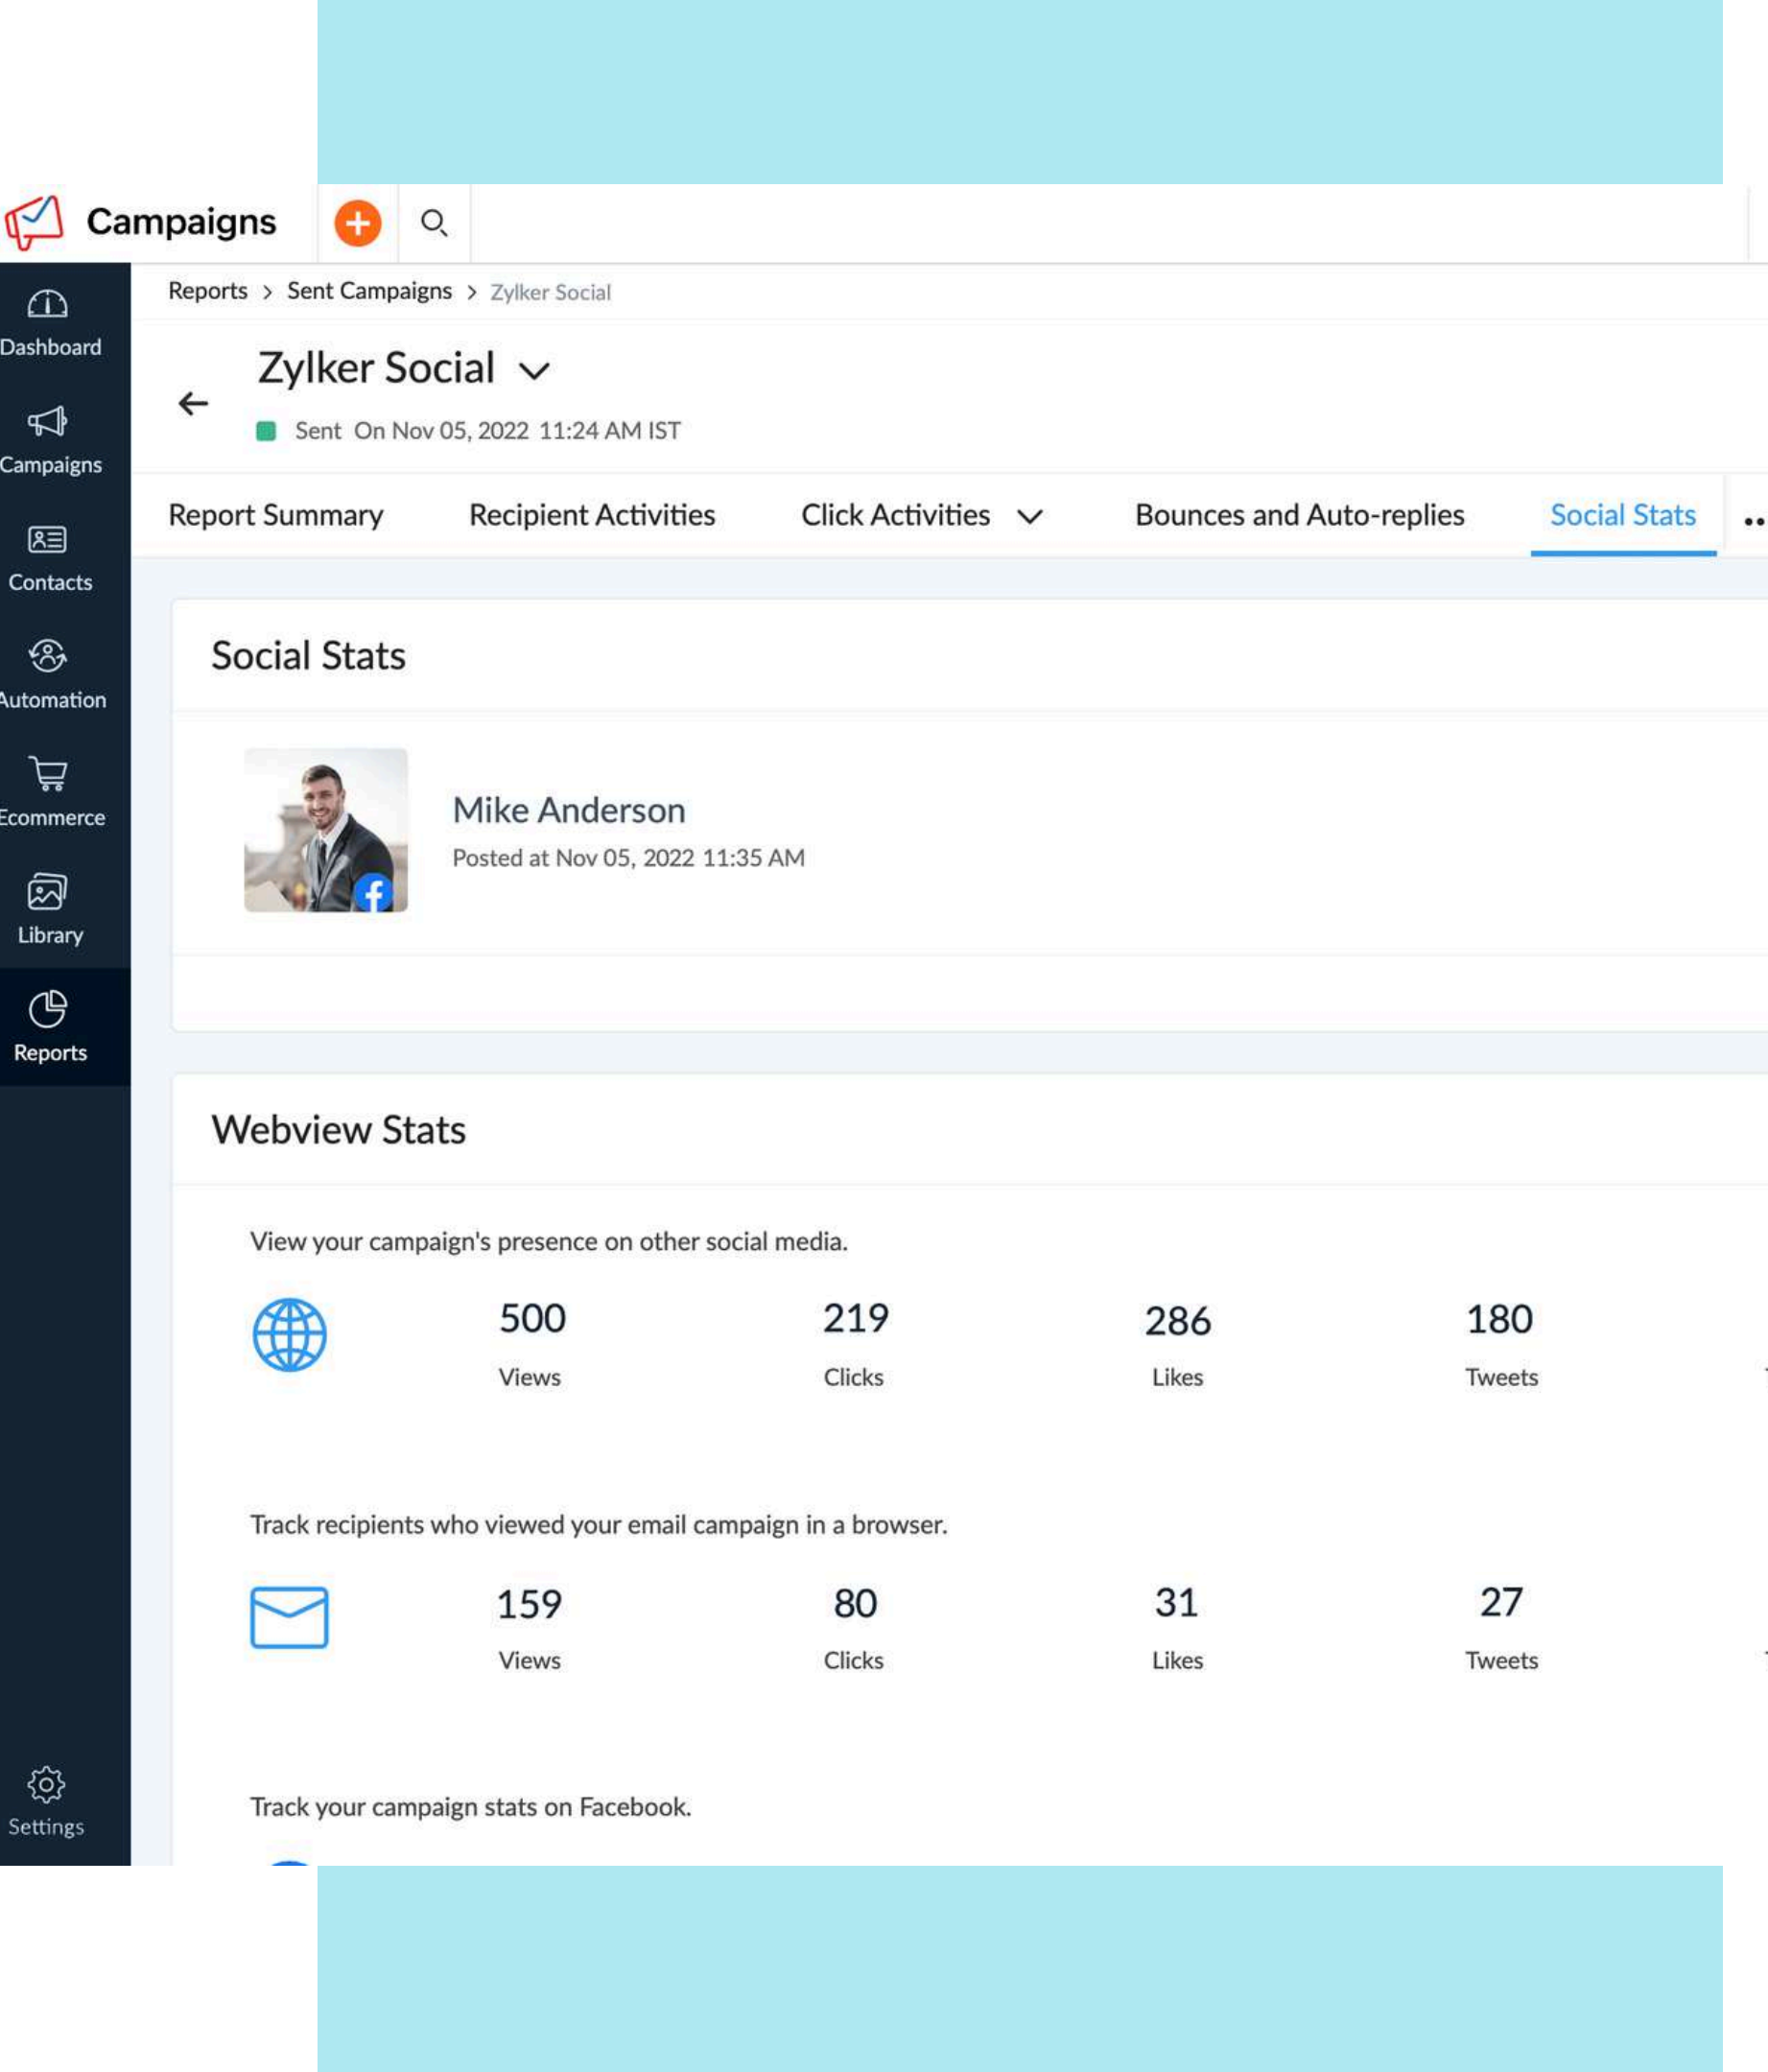 Campaigns
Reports > Sent Campaigns > Zylker Social
Dashboard
Zylker Social
Sent On Nov 05, 2022 11:24 AM IST
Campaigns
Report Summary Recipient Activities Click Activities Bounces and Auto-replies Social Stats ..
Contacts
Social Stats
Automation
Mike Anderson
Posted at Nov 05, 2022 11:35 AM
Ecommerce
Library
Reports
Webview Stats
View your campaign's presence on other social media.
500 219 286 180
Views Clicks Likes Tweets
Track recipients who viewed your email campaign in a browser.
159 80 31 27
Views Clicks Likes Tweets
Track your campaign stats on Facebook.
Settings